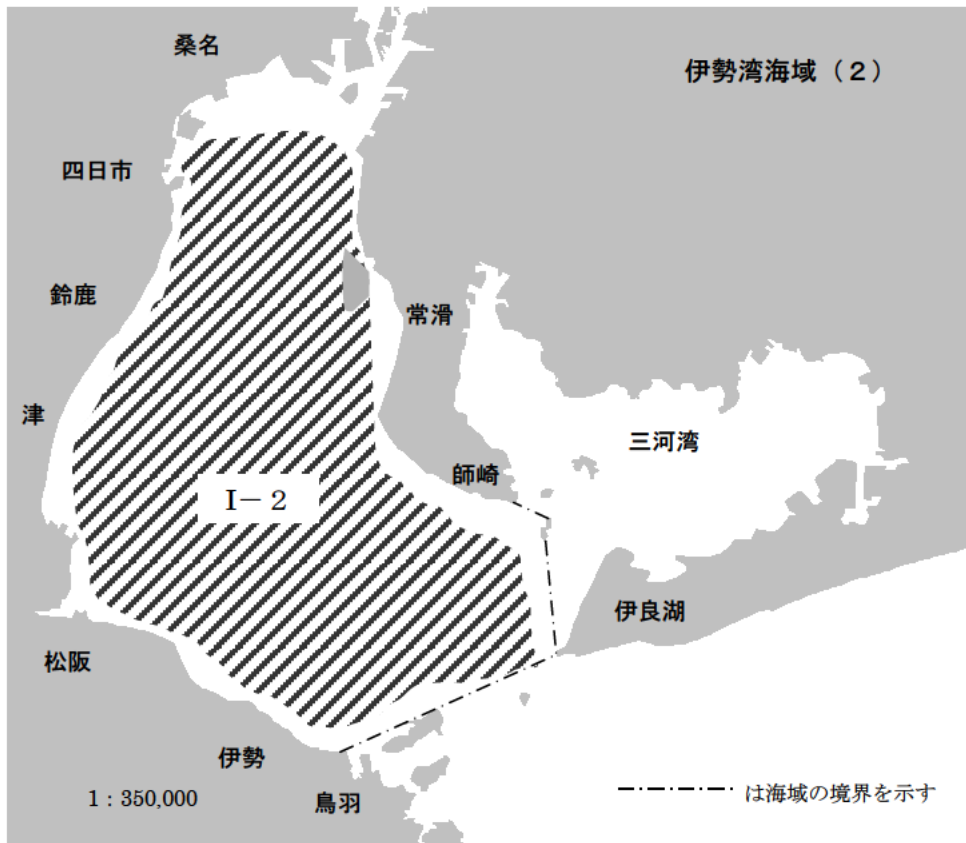 桑名
伊勢湾海域（２）
四日市
鈴鹿
常滑
津
三河湾
師崎
Ⅰ－２
伊良湖
松阪
伊勢
1：350,000
鳥羽
は海域の境界を示す